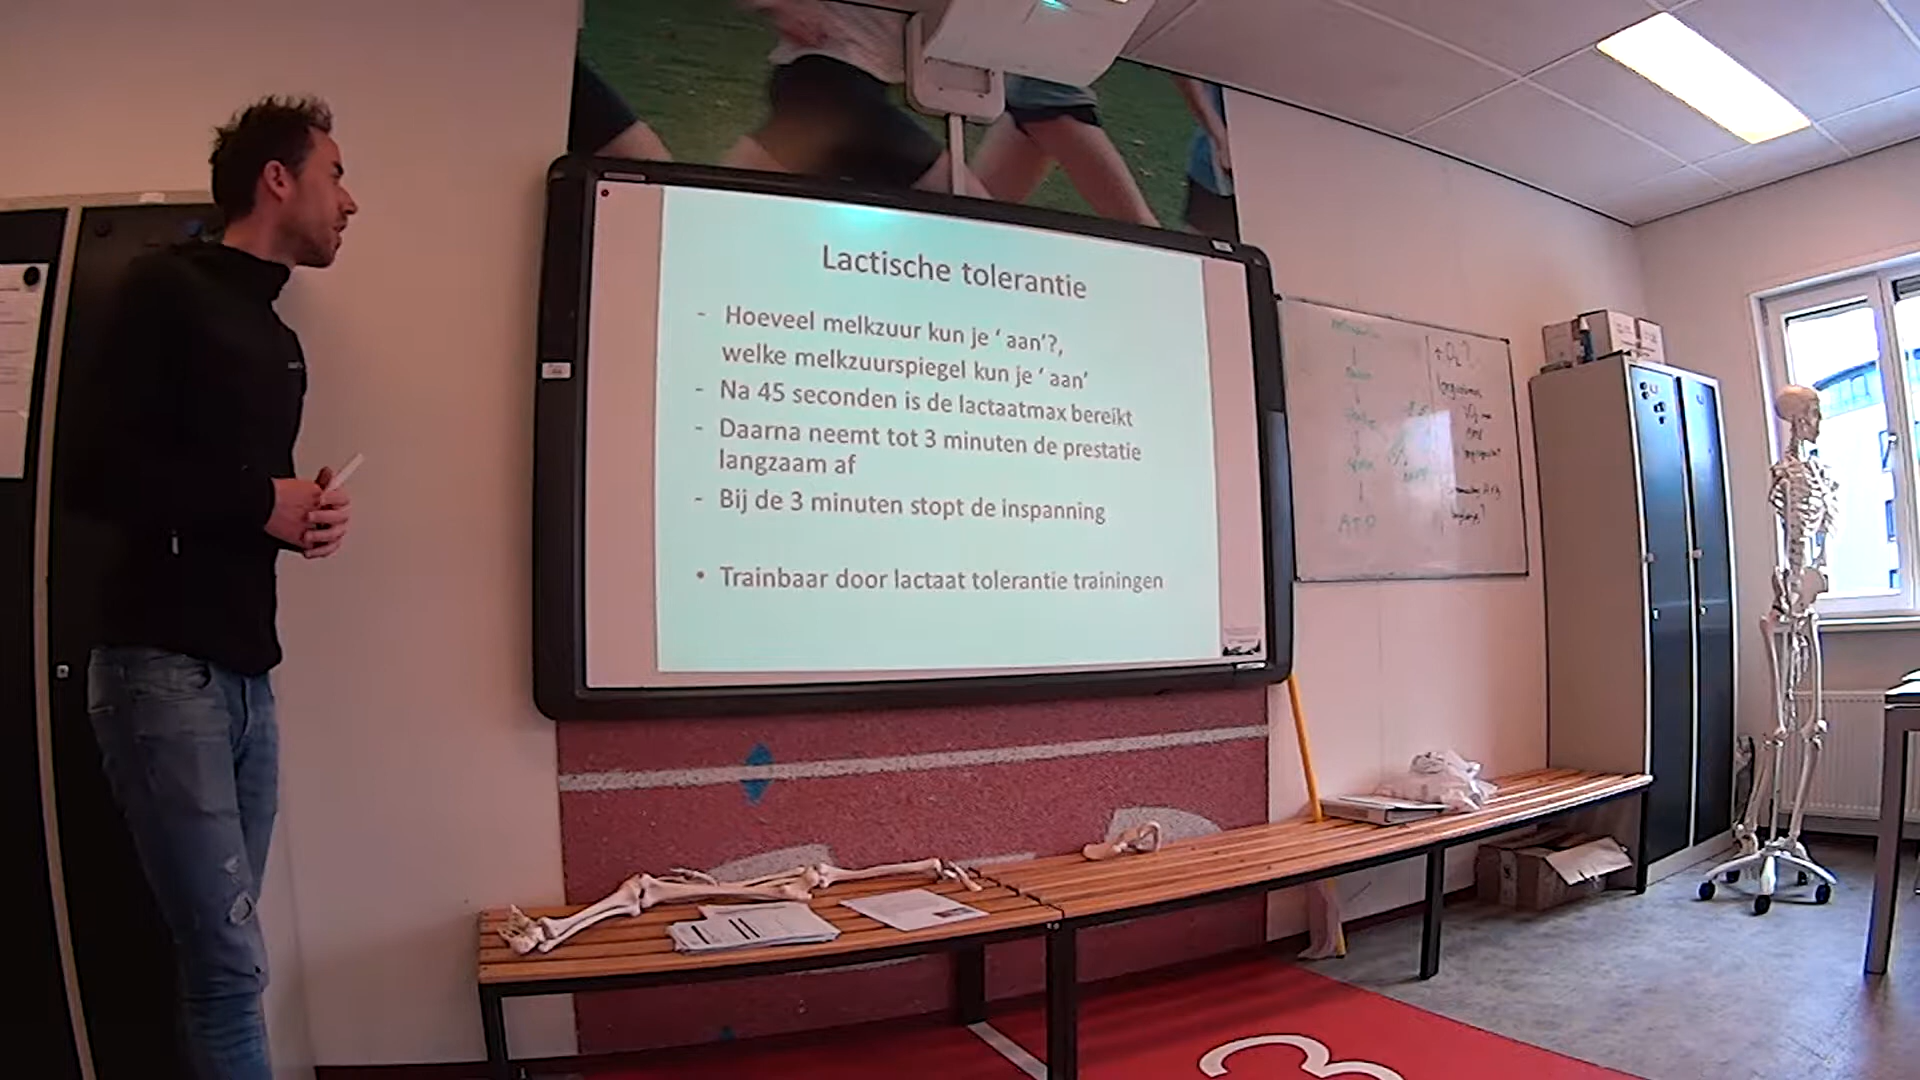 Lactische tolerantie
- Hoeveel melkzuur kun je ‘ aan’?,
welke melkzuurspiegel kun je ‘ aan’
- Na 45 seconden is de lactaatmax bereikt
- Daarna neemt tot 3 minuten de prestatie
langzaam af
- Bij de 3 minuten stopt de inspanning
• Trainbaar door lactaat tolerantie trainingen
ATP
3